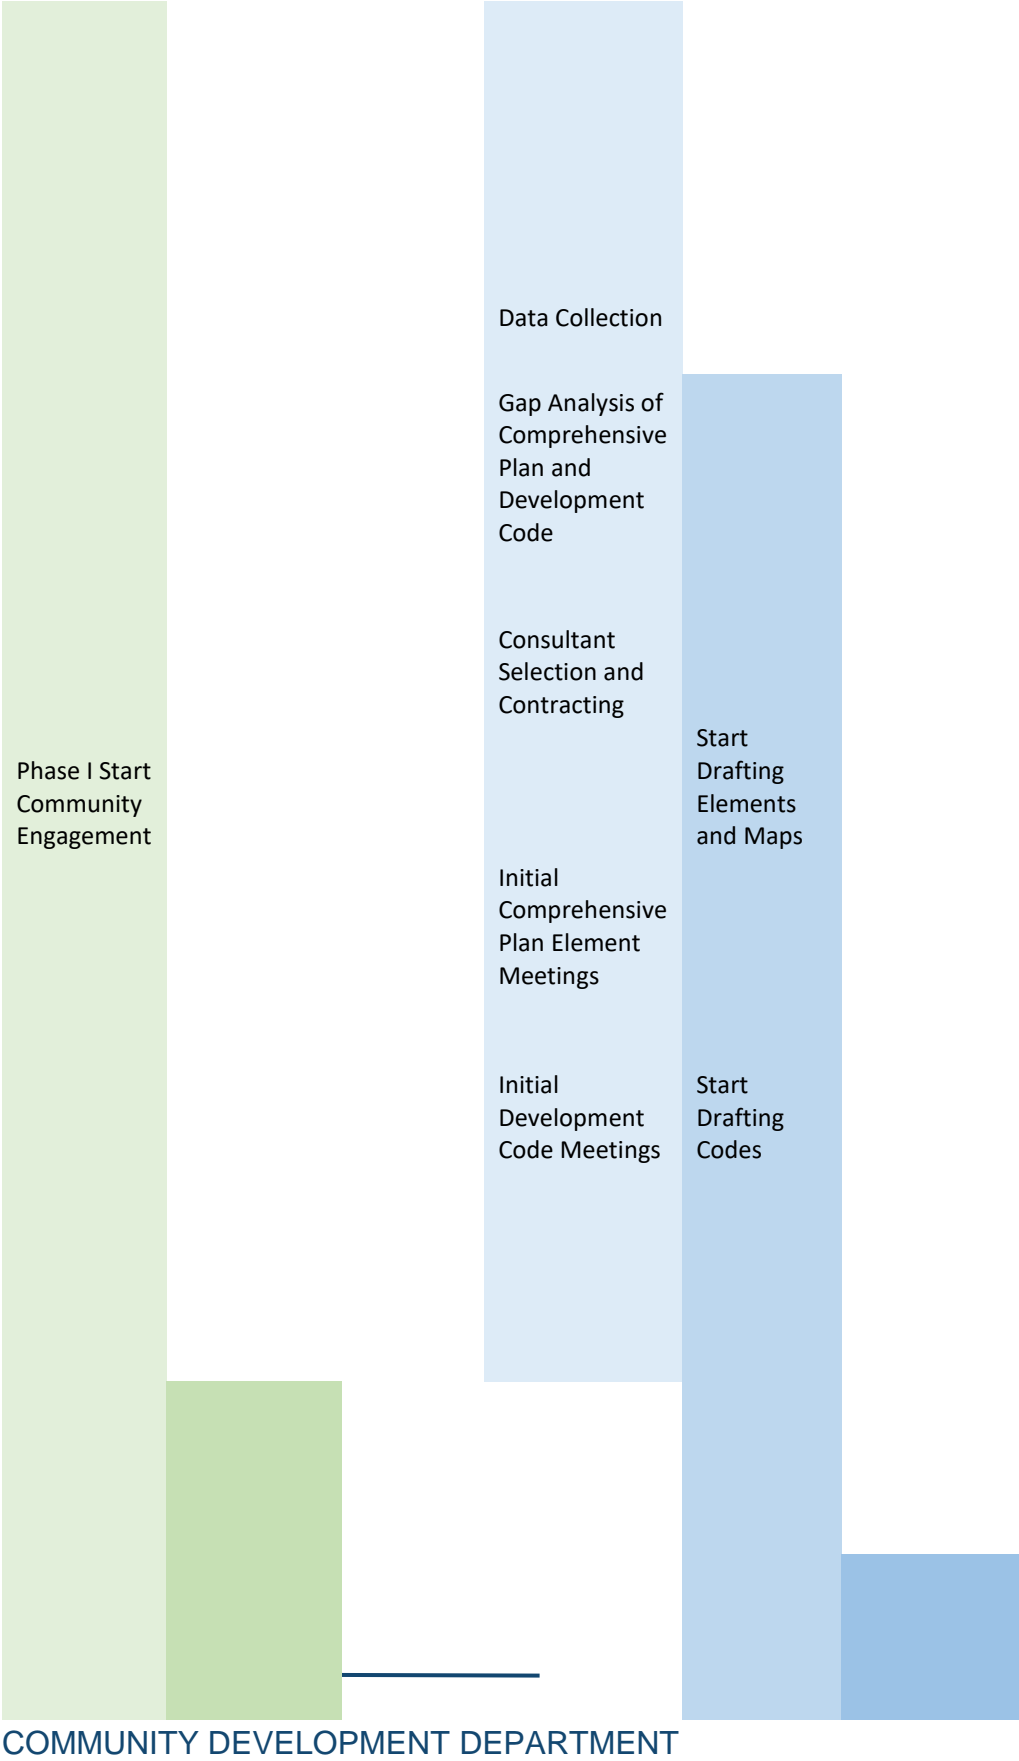 Phase I Start
Community
Engagement
Data Collection
Gap Analysis of
Comprehensive
Plan and
Development
Code
Consultant
Selection and
Contracting
Initial
Comprehensive
Plan Element
Meetings
Initial
Development
Code Meetings
Start
Drafting
Elements
and Maps
Start
Drafting
Codes
COMMUNITY DEVELOPMENT DEPARTMENT